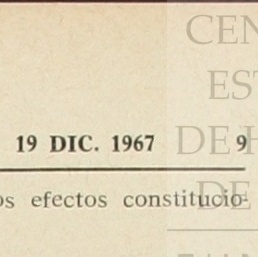 CEN
EST
19 DIC. 1967 9
DE H
os efectos constitucio-
DE